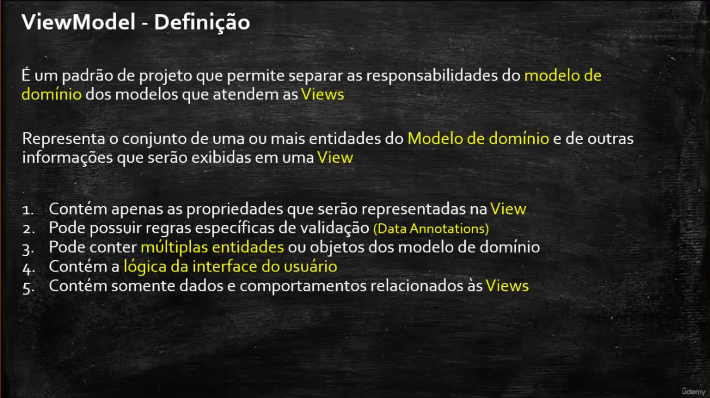 ViewModel - Definição
É um padrão de projeto que permite separar as responsabilidades do modelo de
domínio dos modelos que atendem as Views
Representa o conjunto de uma ou mais entidades do Modelo de domínio e de outras
informações que serão exibidas em uma View
1. Contém apenas as propriedades que serão representadas na View
2. Pode possuir regras específicas de validação (Data Annotations)
3. Pode conter múltiplas entidades ou objetos dos modelo de domínio
4. Contém a lógica da interface do usuário
5. Contém somente dados e comportamentos relacionados às Views
ûdemy